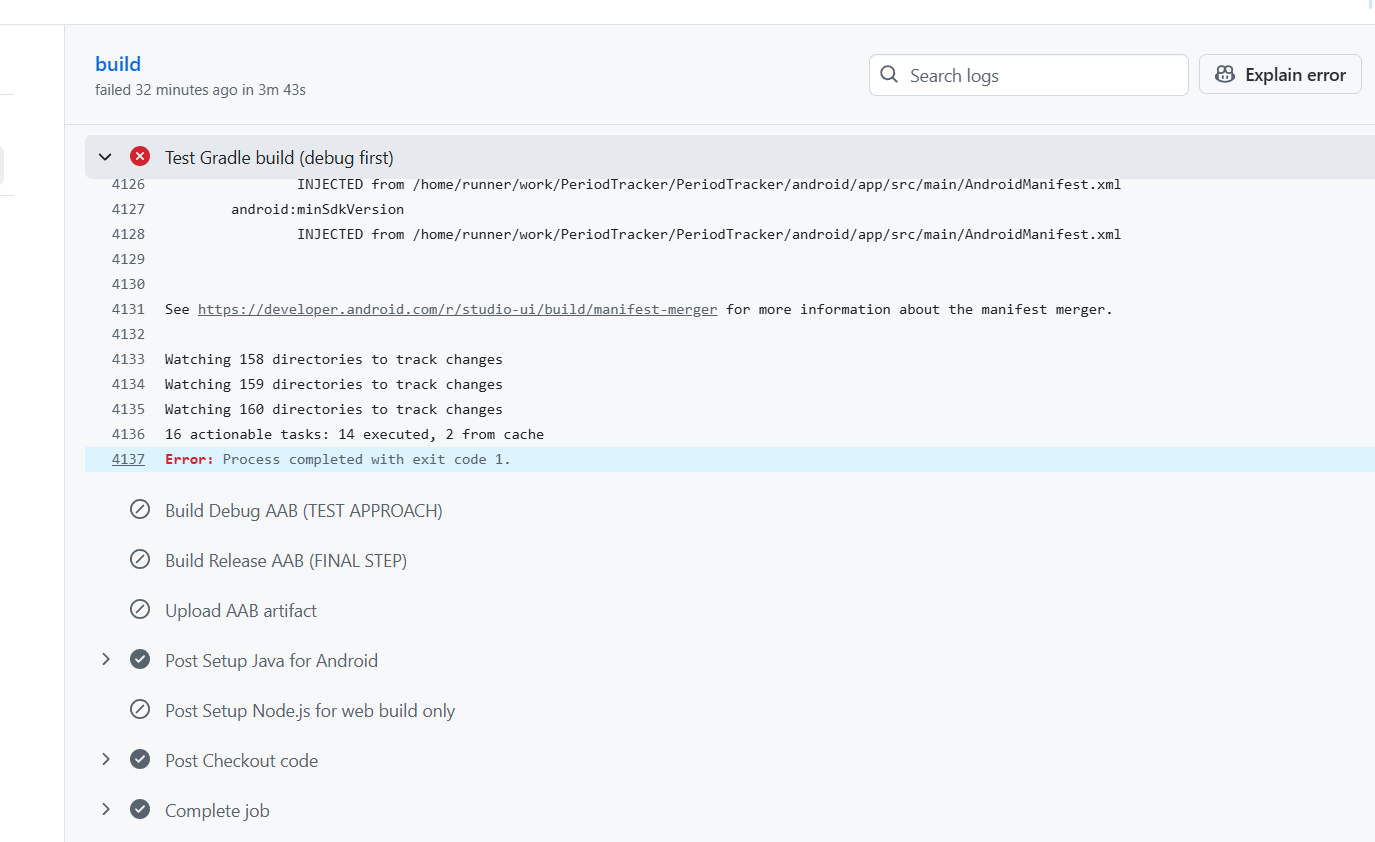 build
failed 32 minutes ago in 3m 43s
Search logs
Explain error
Test Gradle build (debug first)
4126 INJECTED from /home/runner/work/PeriodTracker/PeriodTracker/android/app/src/main/AndroidManifest.xml
4127 android:minSdkVersion
4128 INJECTED from /home/runner/work/PeriodTracker/PeriodTracker/android/app/src/main/AndroidManifest.xml
4129
4130
4131 See https://developer.android.com/r/studio-ui/build/manifest-merger for more information about the manifest merger.
4132
4133 Watching 158 directories to track changes
4134 Watching 159 directories to track changes
4135 Watching 160 directories to track changes
4136 16 actionable tasks: 14 executed, 2 from cache
4137 Error: Process completed with exit code 1.
Build Debug AAB (TEST APPROACH)
Build Release AAB (FINAL STEP)
Upload AAB artifact
Post Setup Java for Android
Post Setup Node.js for web build only
Post Checkout code
Complete job